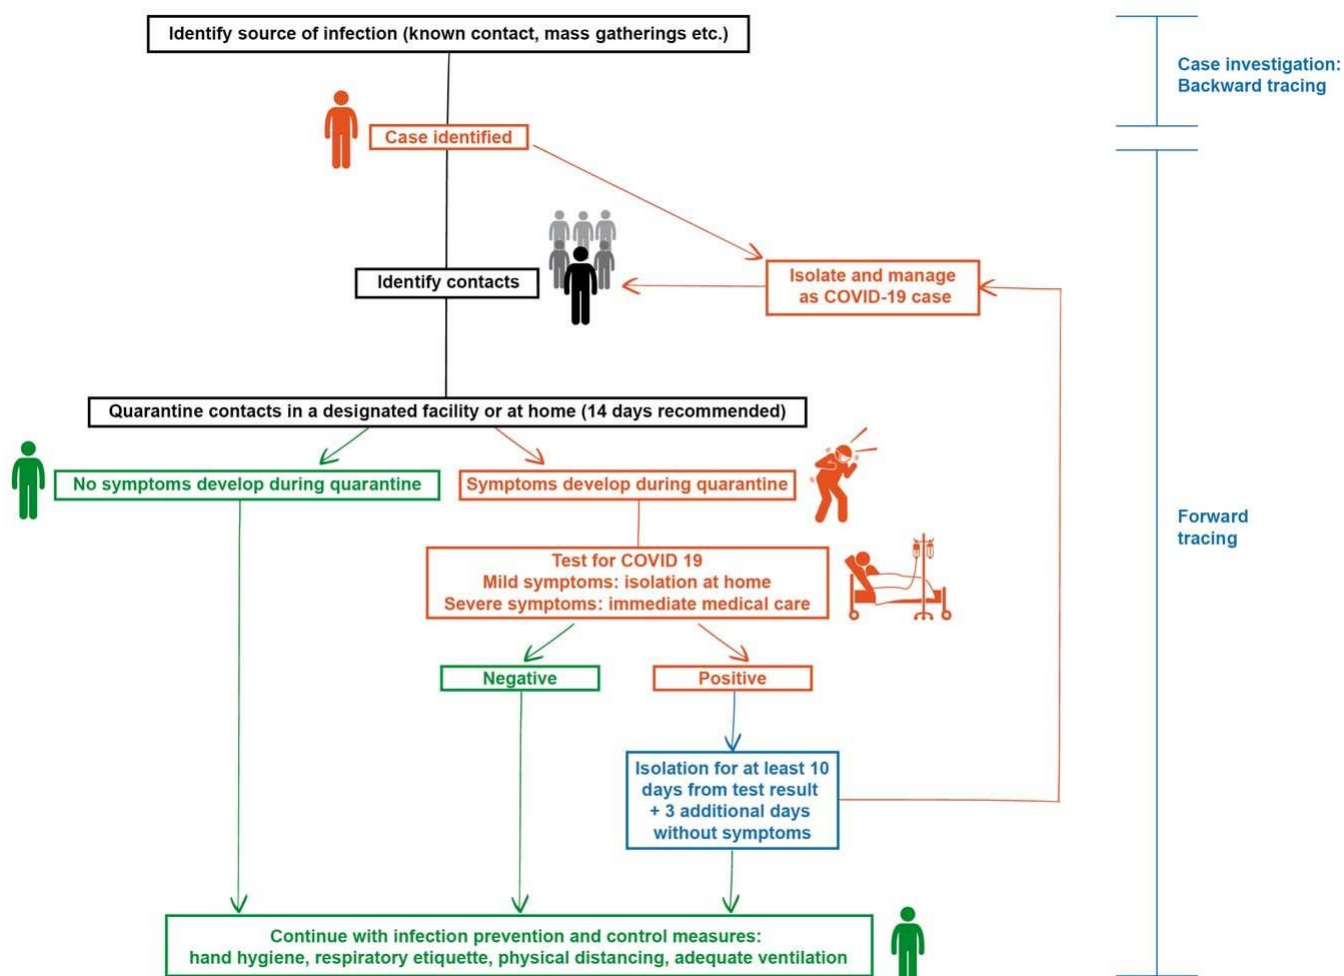 Identify source of infection (known contact, mass gatherings etc.)
Case investigation:
Backward tracing
Case identified
Identify contacts
Isolate and manage
as COVID-19 case
Quarantine contacts in a designated facility or at home (14 days recommended)
No symptoms develop during quarantine
Symptoms develop during quarantine
Forward
tracing
Test for COVID 19
Mild symptoms: isolation at home
Severe symptoms: immediate medical care
Negative
Positive
Isolation for at least 10
days from test result
+ 3 additional days
without symptoms
Continue with infection prevention and control measures:
hand hygiene, respiratory etiquette, physical distancing, adequate ventilation